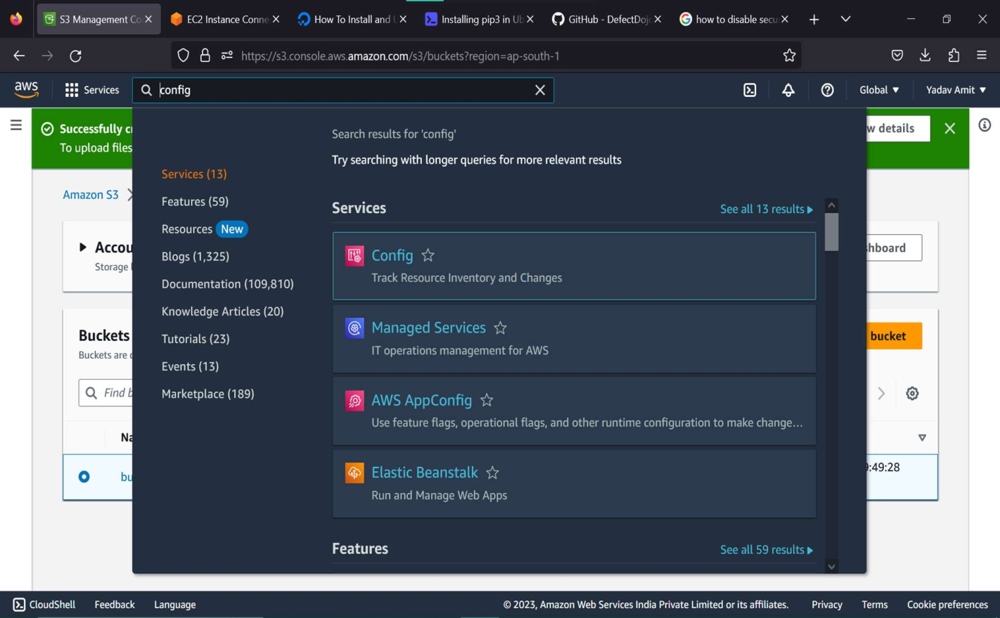 S3 Management Co
EC2 Instance Conne
How To Install and U
Installing pip3 in Ub
GitHub - DefectDojo
how to disable secu
https://s3.console.aws.amazon.com/s3/buckets?region=ap-south-1
aws
Services
config
Global
Yadav Amit
Successfully cr
To upload files
w details
Search results for 'config'
Try searching with longer queries for more relevant results
Services (13)
Features (59)
Resources New
Blogs (1,325)
Documentation (109,810)
Knowledge Articles (20)
Tutorials (23)
Events (13)
Marketplace (189)
Services
See all 13 results
Config
Track Resource Inventory and Changes
Managed Services
IT operations management for AWS
AWS AppConfig
Use feature flags, operational flags, and other runtime configuration to make change...
Elastic Beanstalk
Run and Manage Web Apps
Features
See all 59 results
Amazon S3
Accou
Storage
hboard
Buckets
Buckets are
bucket
Find b
Na
bu
9:49:28
CloudShell
Feedback
Language
© 2023, Amazon Web Services India Private Limited or its affiliates.
Privacy
Terms
Cookie preferences